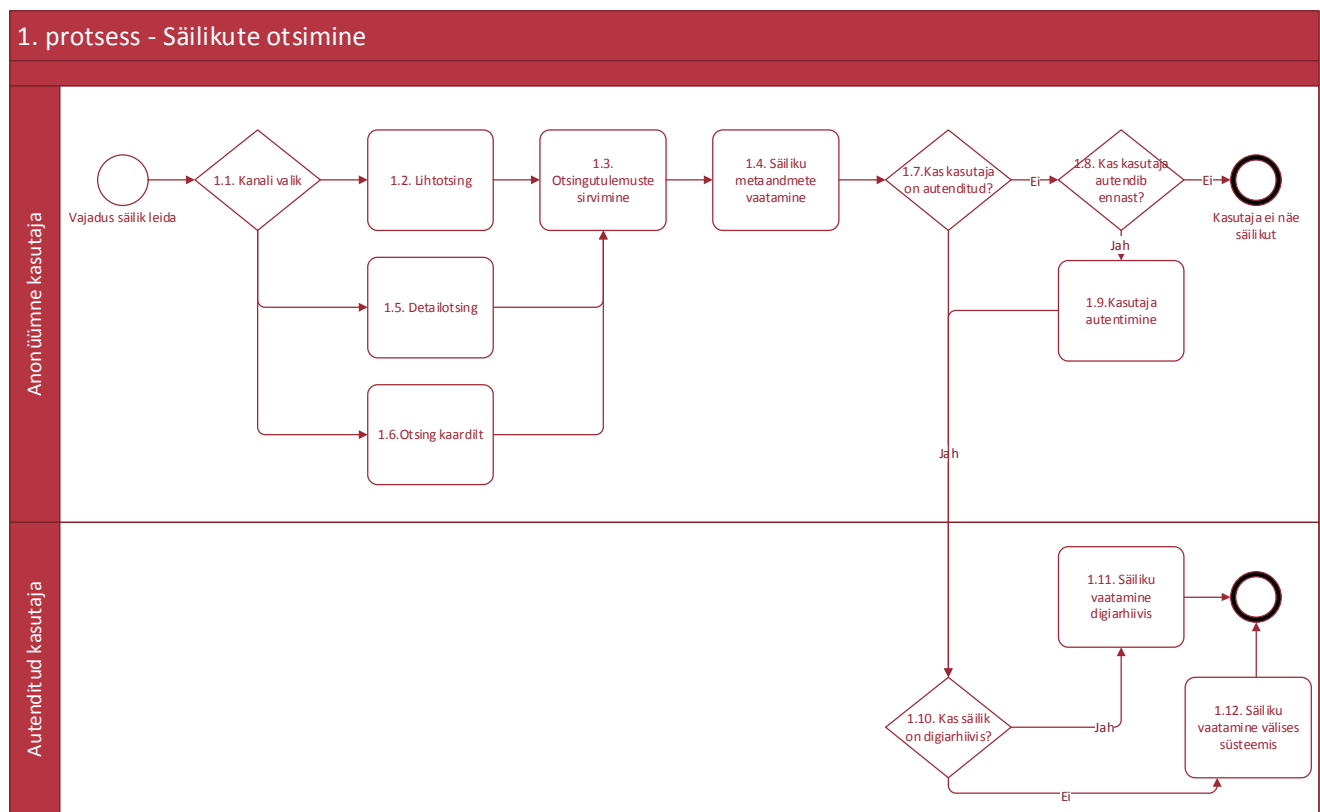 1. protsess - Säilikute otsimine
Anonüümne kasutaja
Vajadus säilik leida
1.1. Kanali valik
1.2. Lihtotsing
1.3.
Otsingutulemuste
sirvimine
1.4. Säiliku
metaandmete
vaatamine
1.7.Kas kasutaja
on autenditud?
Ei
1.8. Kas kasutaja
autendib
ennast?
Ei
Kasutaja ei näe
säilikut
Jah
1.5. Detailotsing
1.9.Kasutaja
autentimine
1.6.Otsing kaardilt
Jah
Autenditud kasutaja
1.11. Säiliku
vaatamine
digiarhiivis
1.10. Kas säilik
on digiarhiivis?
Jah
1.12. Säiliku
vaatamine välises
süsteemis
Ei